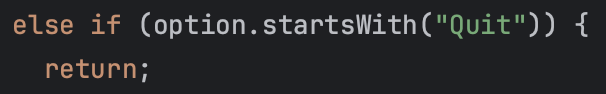 else if (option.startsWith("Quit")) {
return;